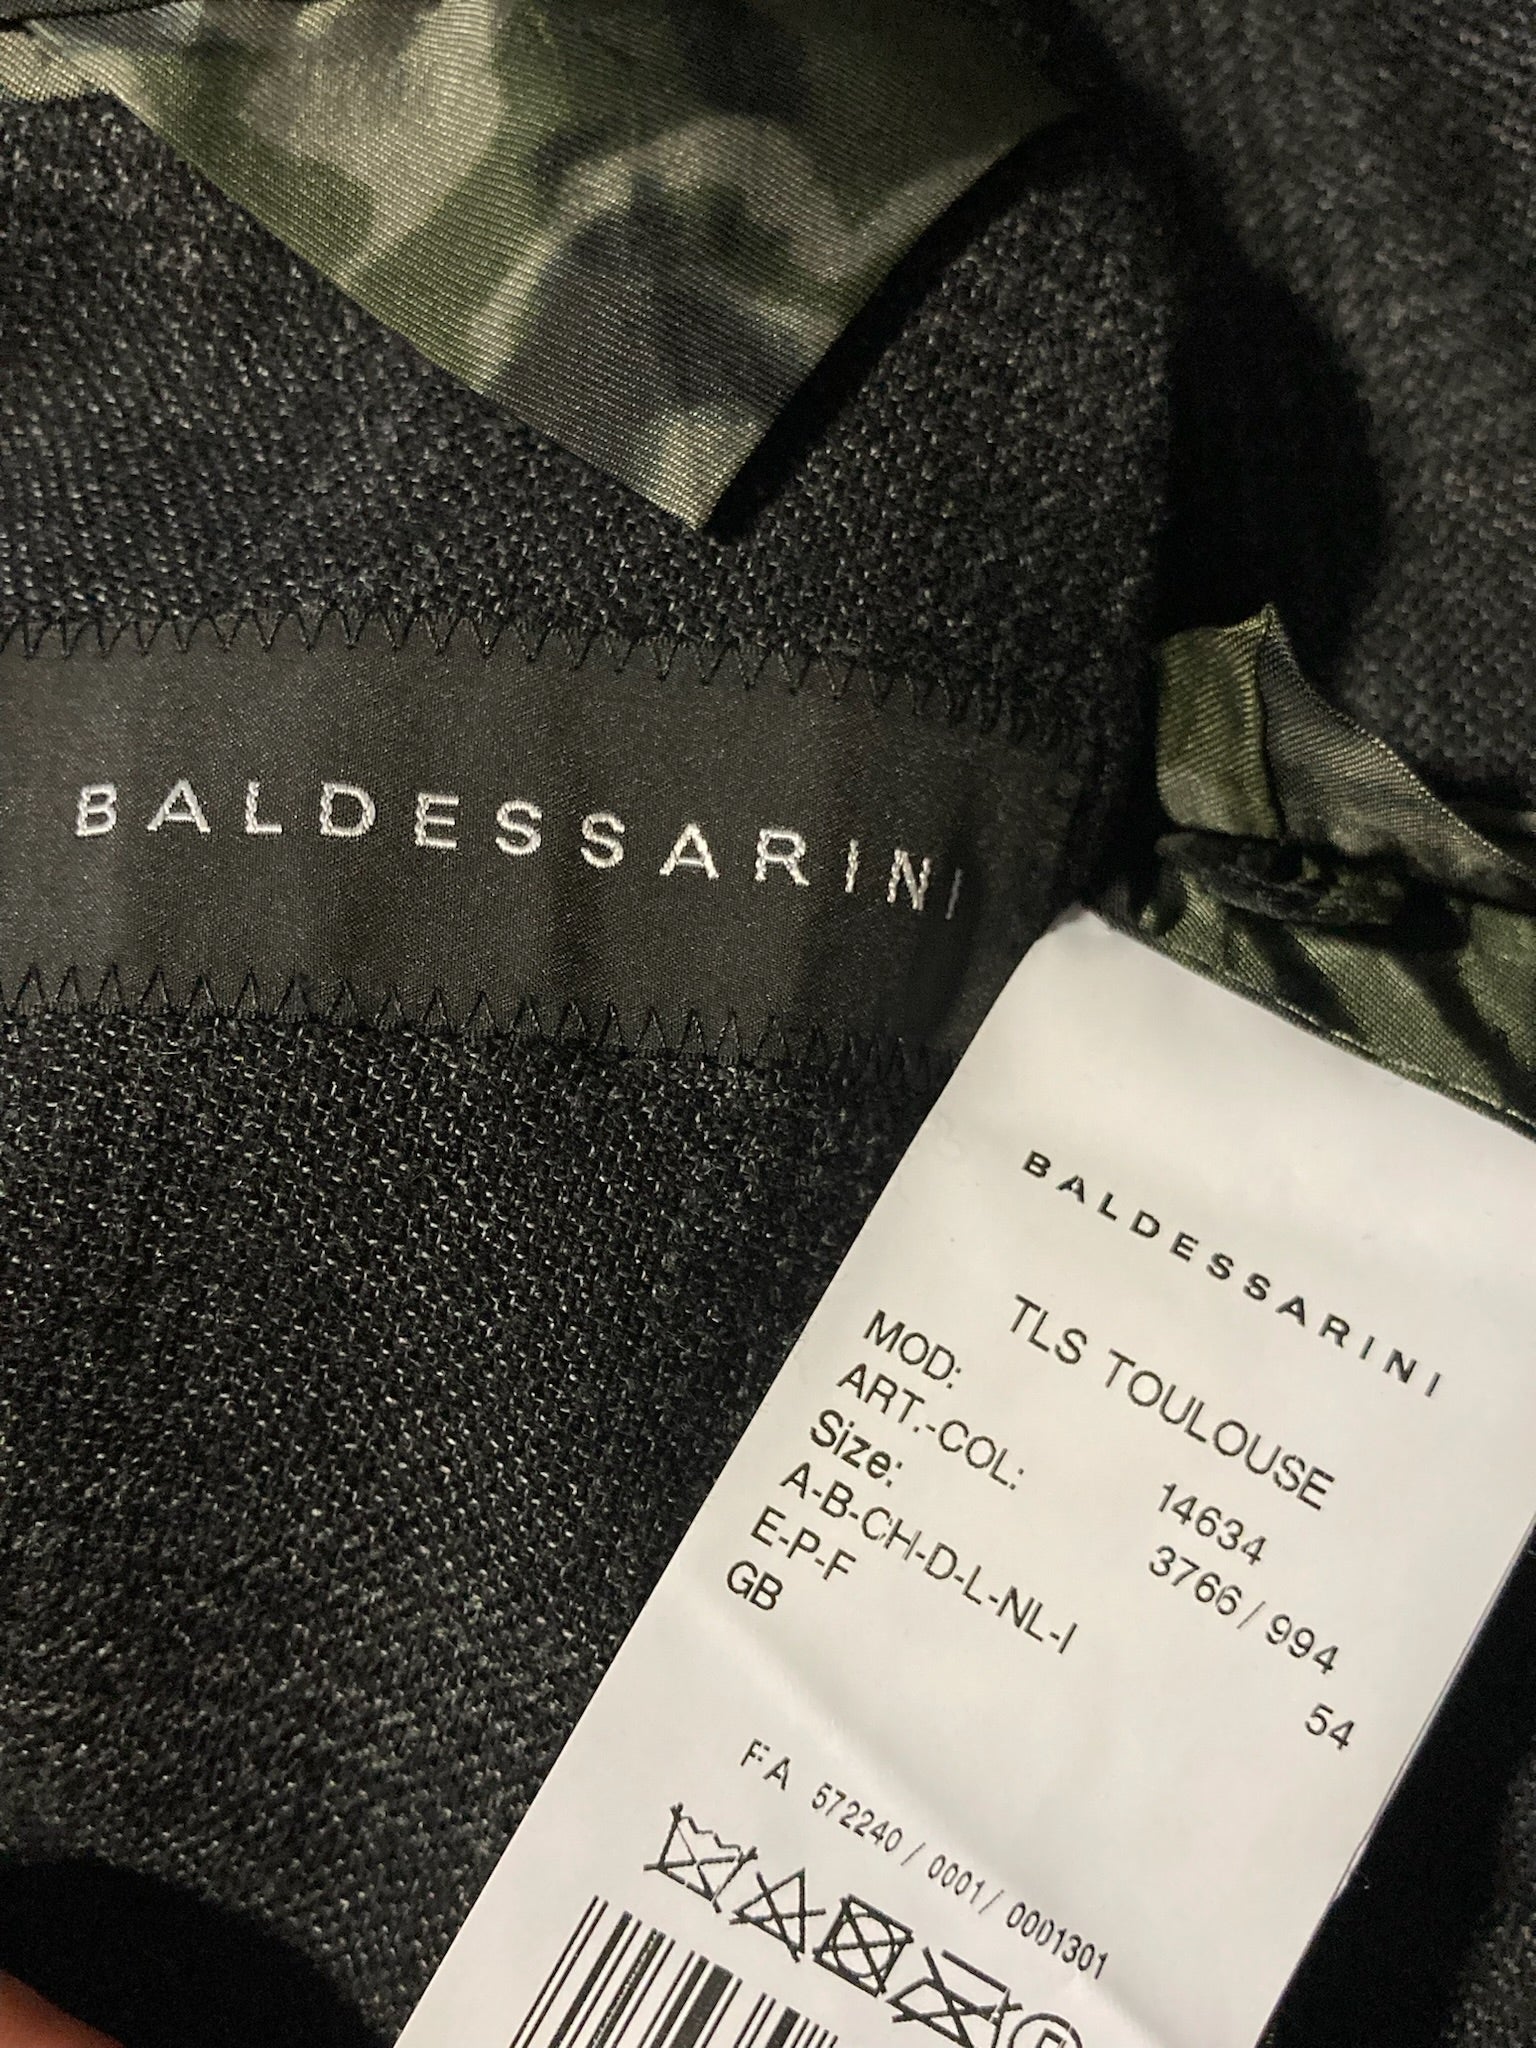 BALDESSARINI
BALDESSARINI
TLS TOULOUSE
MOD: 14634
ART.-COL: 3766 / 994
Size:
A-B-CH-D-L-NL-I 54
E-P-F
GB
FA 572240 / 0001 / 0001301